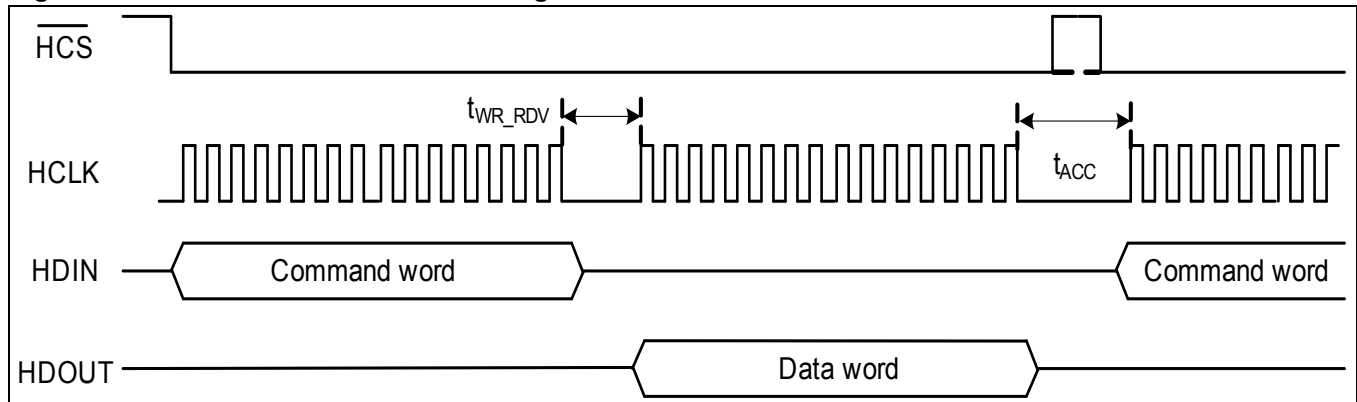 HCS
tWR_RDV
HCLK
tACC
HDIN
Command word
Command word
HDOUT
Data word